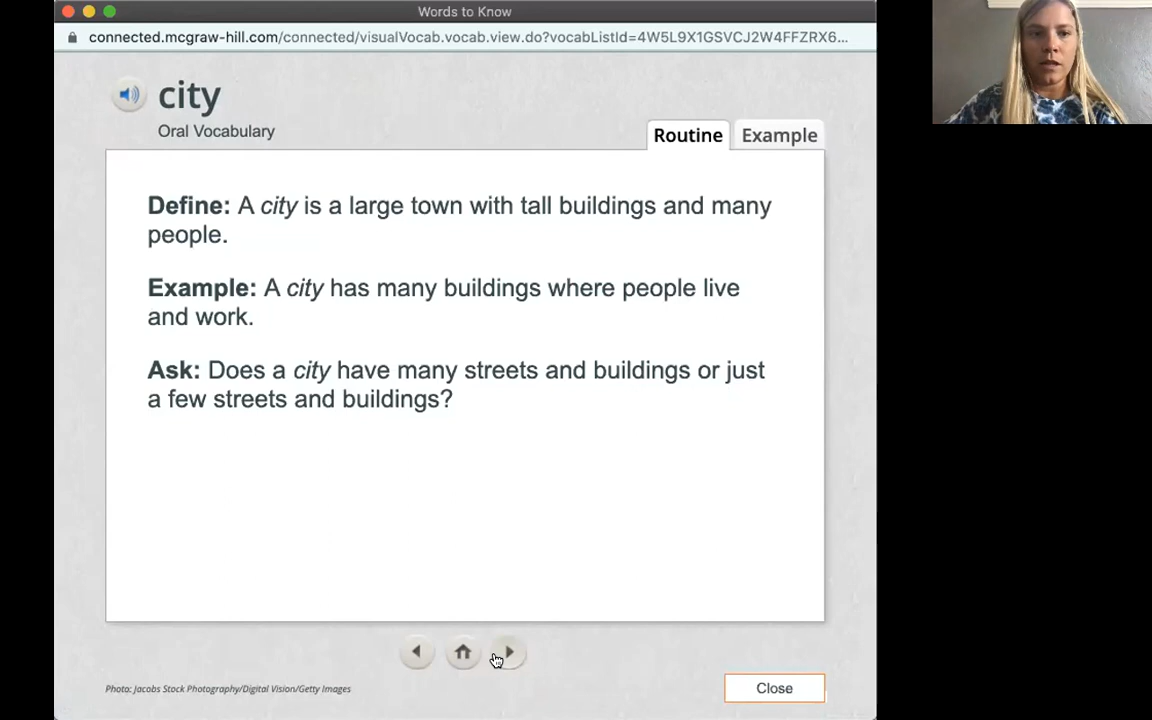 Words to Know
connected.mcgraw-hill.com/connected/visualVocab.vocab.view.do?vocabListId=4W5L9X1GSVCJ2W4FFZRX6...
city
Oral Vocabulary
Routine
Example
Define: A city is a large town with tall buildings and many
people.
Example: A city has many buildings where people live
and work.
Ask: Does a city have many streets and buildings or just
a few streets and buildings?
Photo: Jacobs Stock Photography/Digital Vision/Getty Images
Close